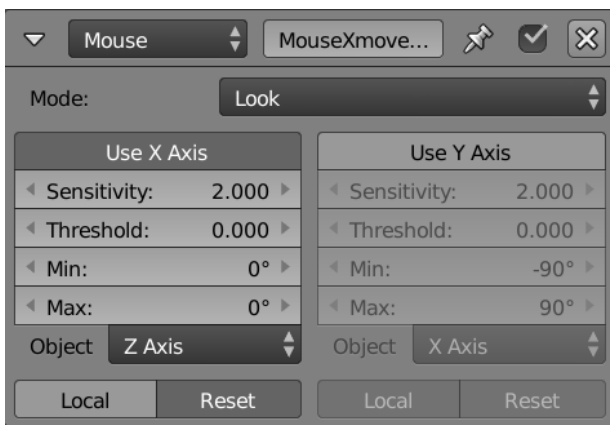 Mouse MouseXmove...
Mode: Look
Use X Axis Use Y Axis
Sensitivity: 2.000 Sensitivity: 2.000
Threshold: 0.000 Threshold: 0.000
Min: 0° Min: -90°
Max: 0° Max: 90°
Object Z Axis Object X Axis
Local Reset Local Reset